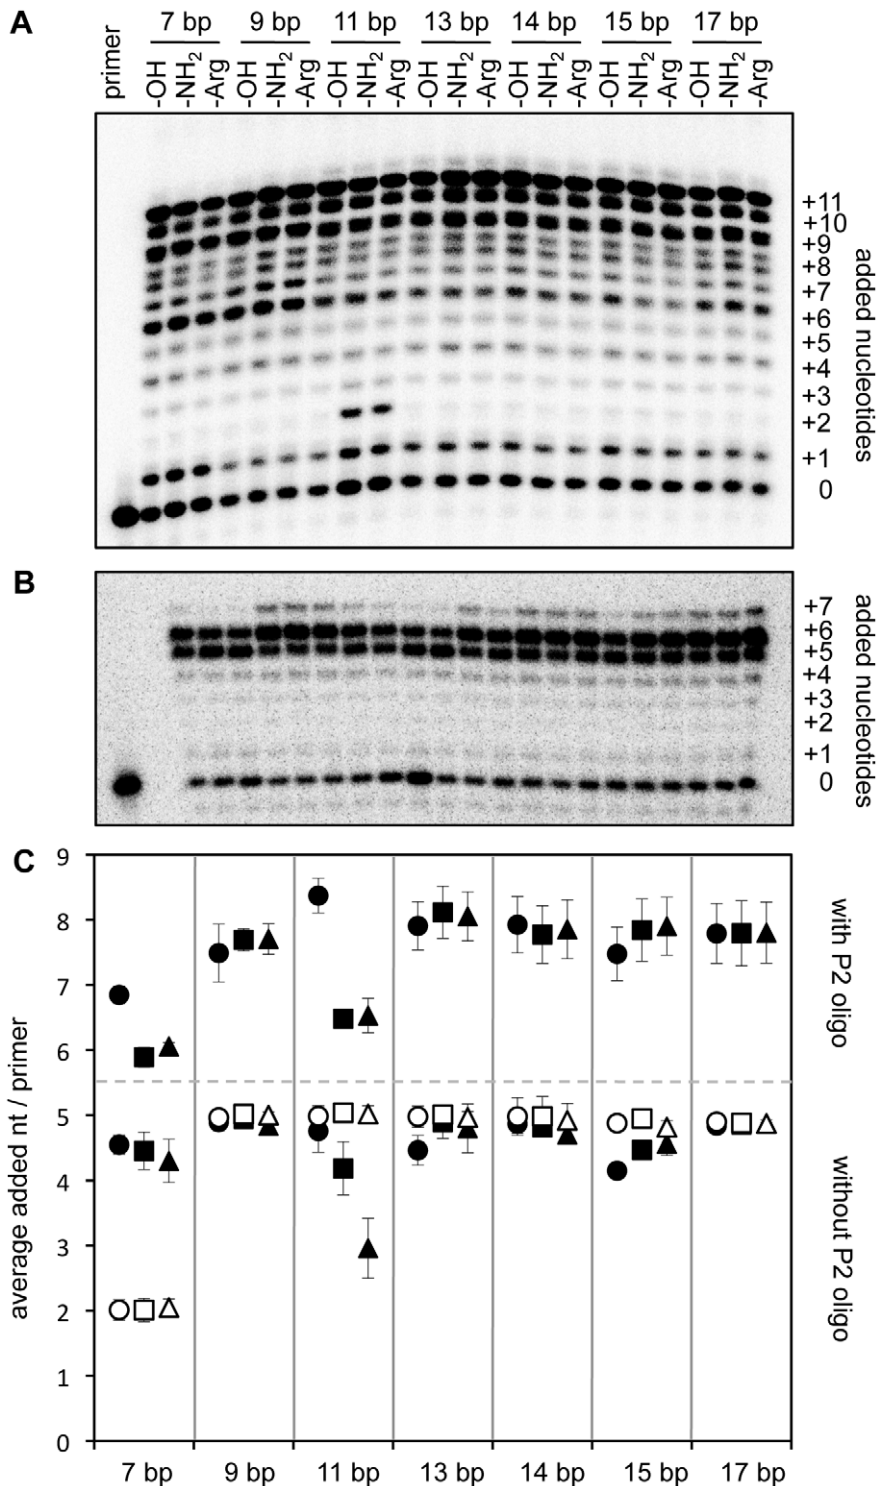 A
primer
7 bp 9 bp 11 bp 13 bp 14 bp 15 bp 17 bp
-OH -NH2 -Arg -OH -NH2 -Arg -OH -NH2 -Arg -OH -NH2 -Arg -OH -NH2 -Arg -OH -NH2 -Arg -OH -NH2 -Arg
+11
+10
+9
+8
+7
+6
+5
+4
+3
+2
+1
0
added nucleotides
B
+7
+6
+5
+4
+3
+2
+1
0
added nucleotides
C
9
8
7
6
5
4
3
2
1
0
average added nt / primer
with P2 oligo
without P2 oligo
7 bp 9 bp 11 bp 13 bp 14 bp 15 bp 17 bp